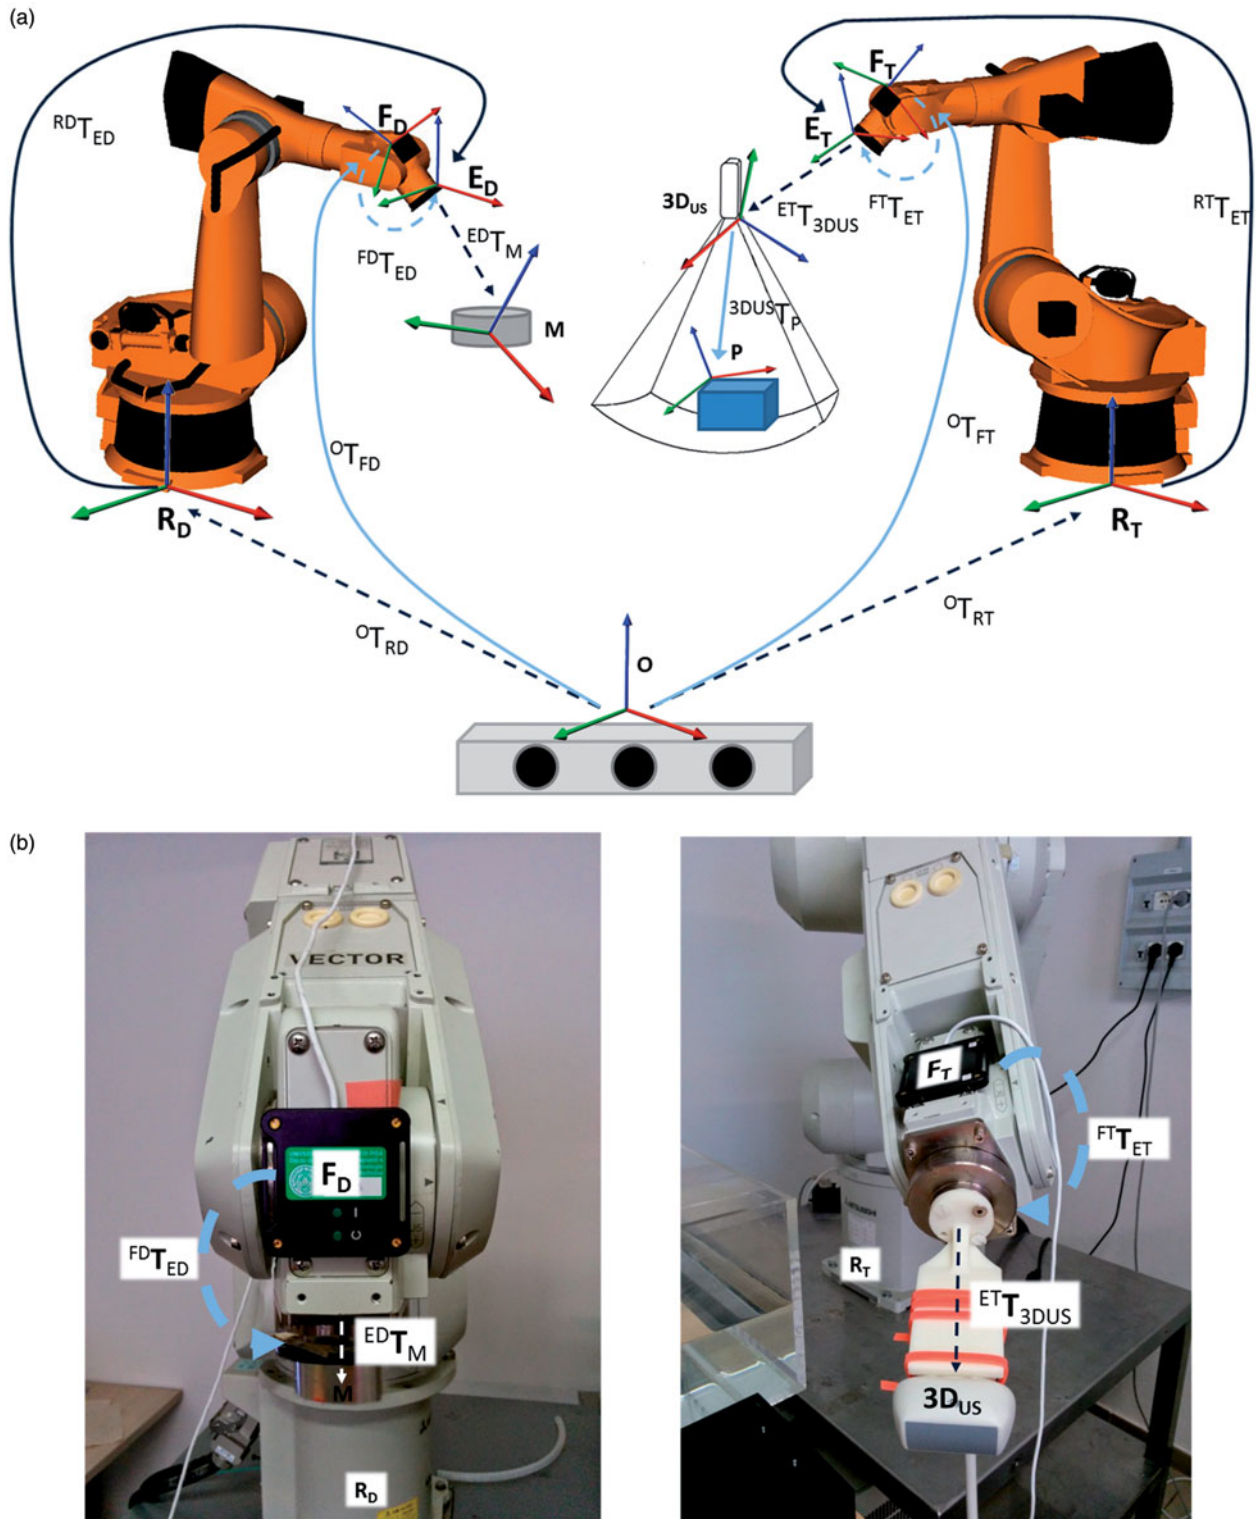 (a)
F_D
F_T
RD T_ED
E_T
E_D
3D_US
ET T_3DUS
FT T_ET
RT T_ET
ED T_M
FD T_ED
M
3DUS T_P
P
O T_FD
O T_FT
R_D
R_T
O T_RD
O T_RT
O
(b)
VECTOR
F_T
FT T_ET
F_D
FD T_ED
R_T
ET T_3DUS
ED T_M
M
3D_US
R_D